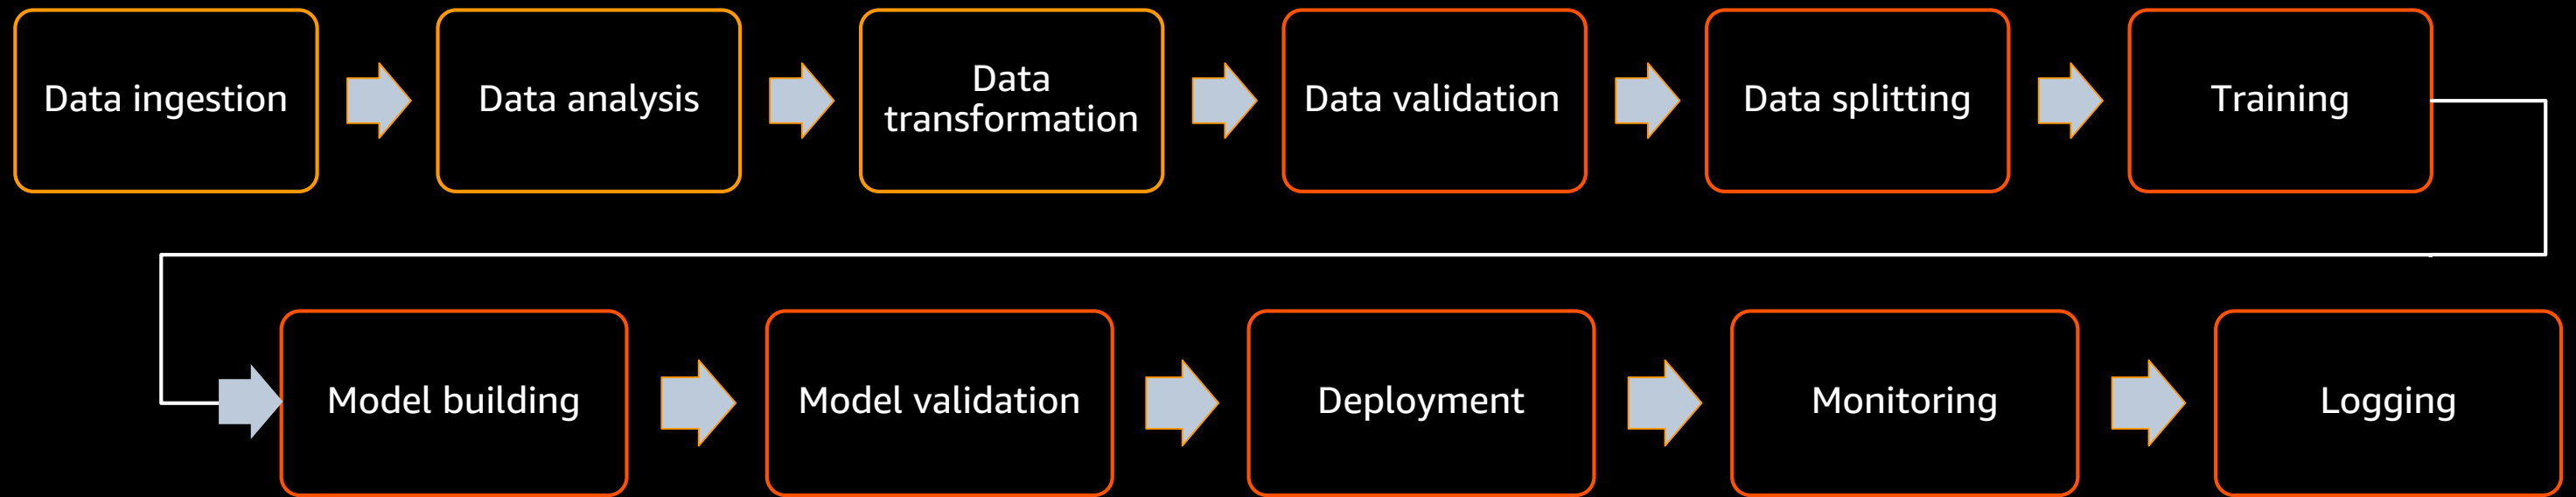 Data ingestion
Data analysis
Data
transformation
Data validation
Data splitting
Training
Model building
Model validation
Deployment
Monitoring
Logging